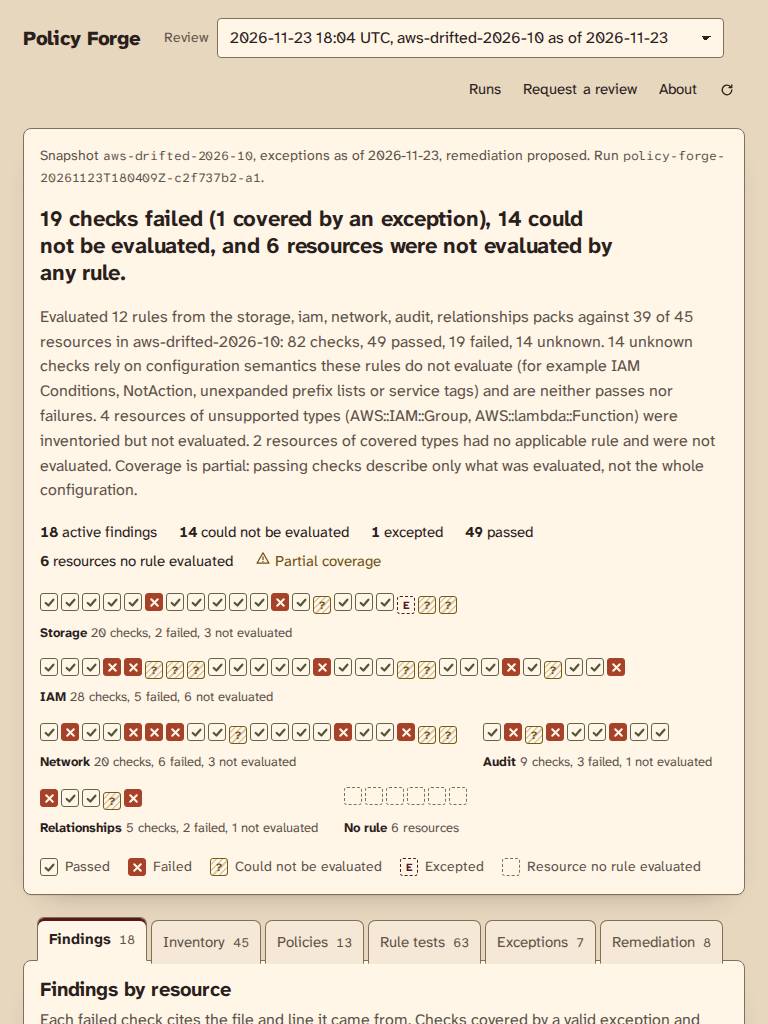 Policy Forge
Review
2026-11-23 18:04 UTC, aws-drifted-2026-10 as of 2026-11-23
Runs
Request a review
About
Snapshot aws-drifted-2026-10, exceptions as of 2026-11-23, remediation proposed. Run policy-forge-
20261123T180409Z-c2f737b2-a1.
19 checks failed (1 covered by an exception), 14 could
not be evaluated, and 6 resources were not evaluated by
any rule.
Evaluated 12 rules from the storage, iam, network, audit, relationships packs against 39 of 45
resources in aws-drifted-2026-10: 82 checks, 49 passed, 19 failed, 14 unknown. 14 unknown
checks rely on configuration semantics these rules do not evaluate (for example IAM
Conditions, NotAction, unexpanded prefix lists or service tags) and are neither passes nor
failures. 4 resources of unsupported types (AWS::IAM::Group, AWS::lambda::Function) were
inventoried but not evaluated. 2 resources of covered types had no applicable rule and were not
evaluated. Coverage is partial: passing checks describe only what was evaluated, not the whole
configuration.
18 active findings
14 could not be evaluated
1 excepted
49 passed
6 resources no rule evaluated
Partial coverage
? E ? ?
Storage 20 checks, 2 failed, 3 not evaluated
? ? ? ? ? ?
IAM 28 checks, 5 failed, 6 not evaluated
? ? ?
?
Network 20 checks, 6 failed, 3 not evaluated
Audit 9 checks, 3 failed, 1 not evaluated
?
Relationships 5 checks, 2 failed, 1 not evaluated
No rule 6 resources
Passed
Failed
? Could not be evaluated
E Excepted
Resource no rule evaluated
Findings 18
Inventory 45
Policies 13
Rule tests 63
Exceptions 7
Remediation 8
Findings by resource
Each failed check cites the file and line it came from. Checks covered by a valid exception and